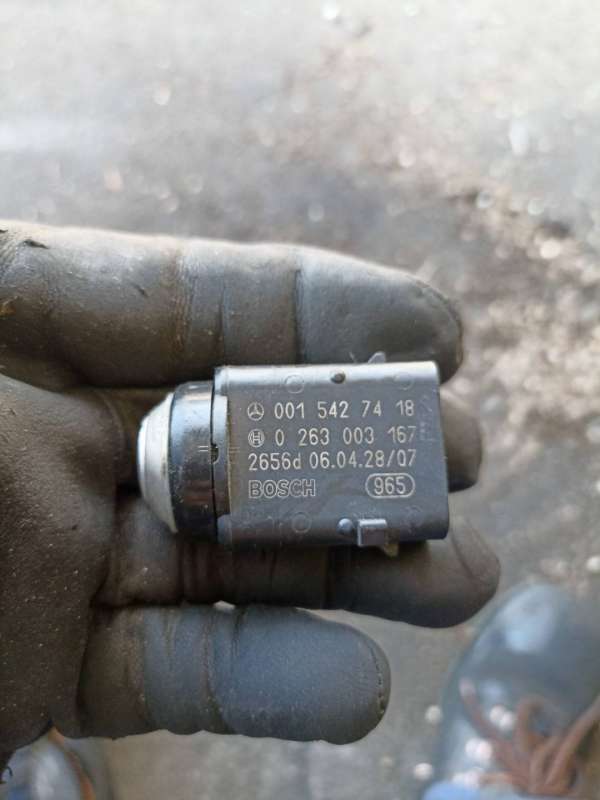 001 542 74 18
0 263 003 167
2656d 06.04.28/07
BOSCH 965